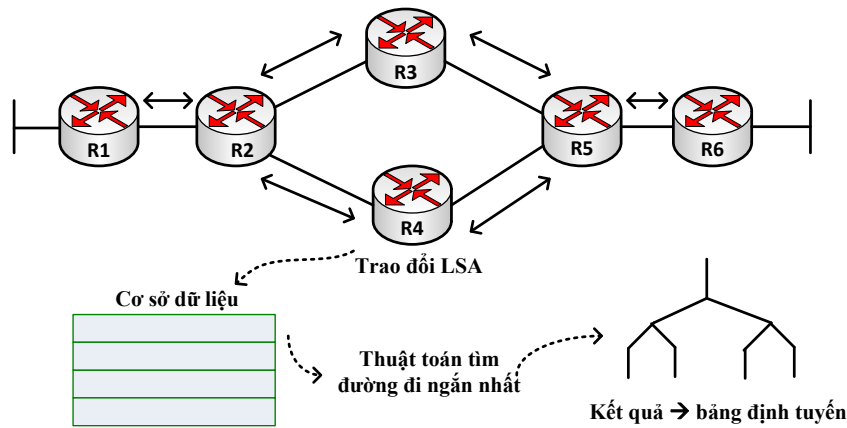 R3
R1
R2
R5
R6
R4
Trao đổi LSA
Cơ sở dữ liệu
Thuật toán tìm
đường đi ngắn nhất
Kết quả → bảng định tuyến